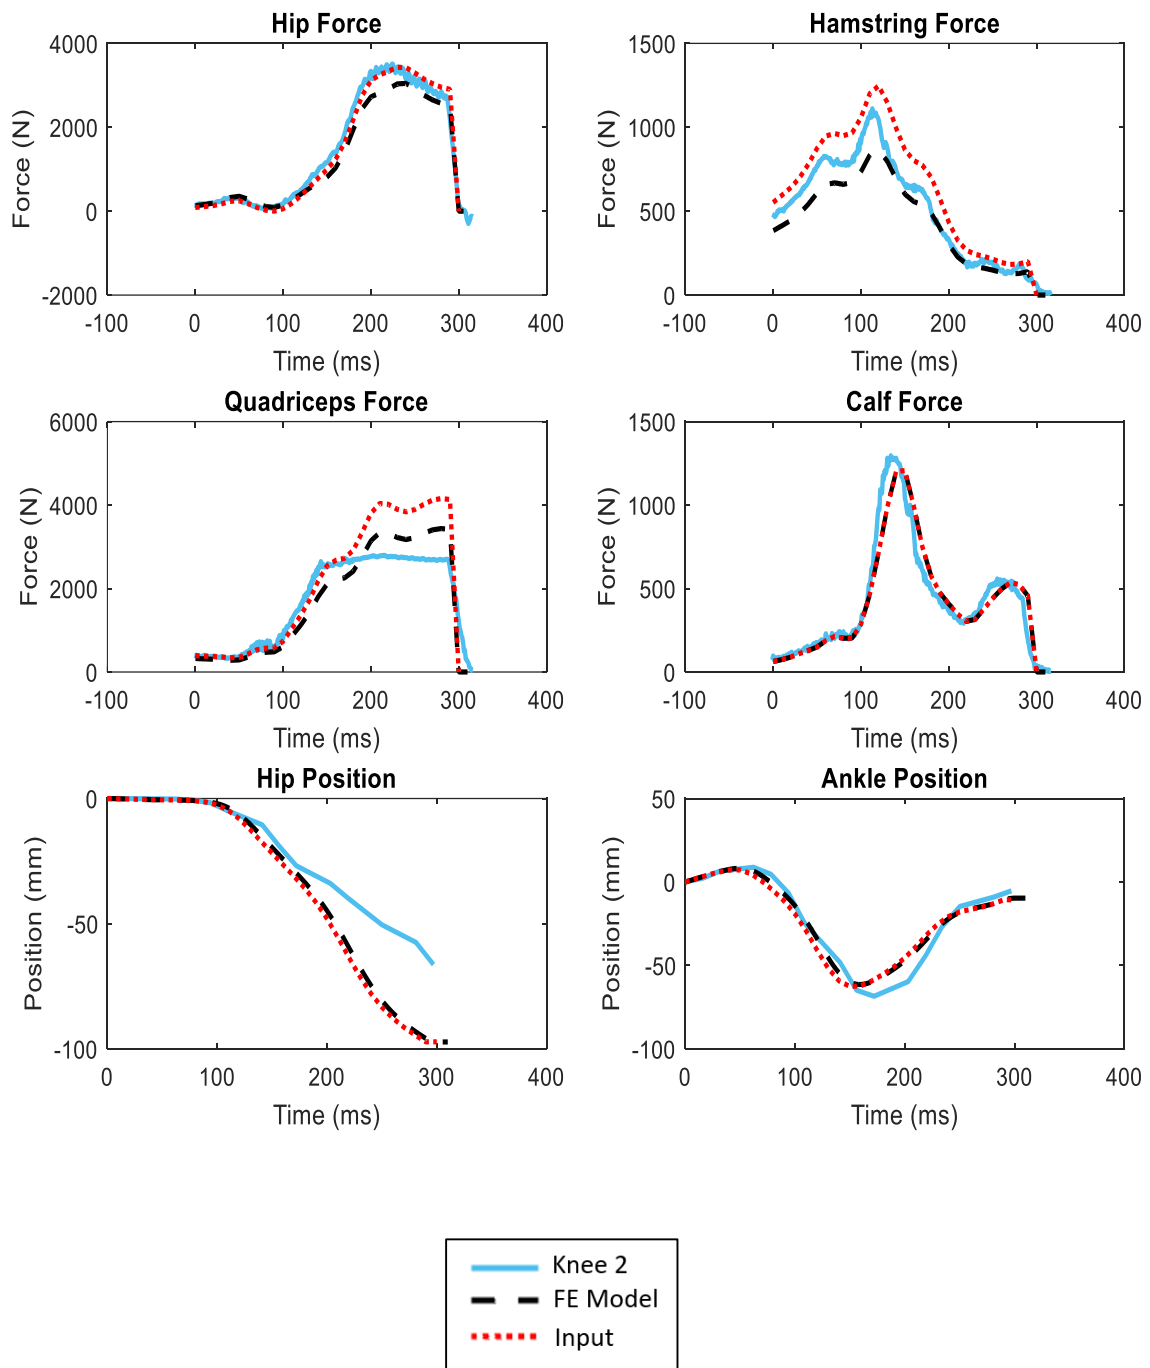 Hip Force
Hamstring Force
4000
2000
0
-2000
Force (N)
-100 0 100 200 300 400
Time (ms)
1500
1000
500
0
Force (N)
-100 0 100 200 300 400
Time (ms)
Quadriceps Force
Calf Force
6000
4000
2000
0
Force (N)
-100 0 100 200 300 400
Time (ms)
1500
1000
500
0
Force (N)
-100 0 100 200 300 400
Time (ms)
Hip Position
Ankle Position
0
-50
-100
Position (mm)
0 100 200 300 400
Time (ms)
50
0
-50
-100
Position (mm)
0 100 200 300 400
Time (ms)
Knee 2
FE Model
Input